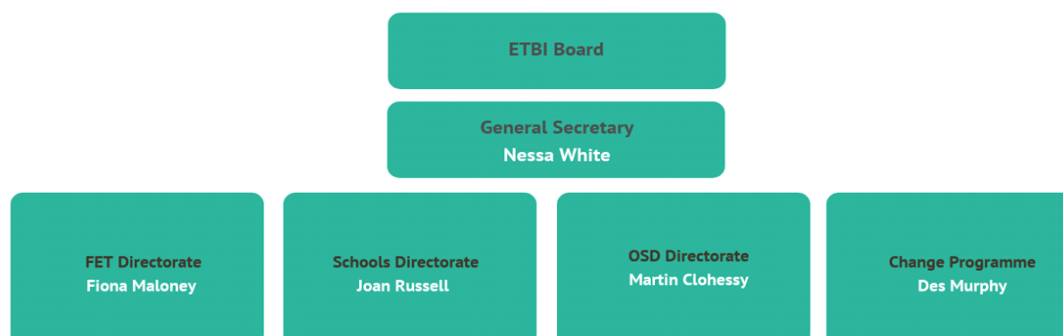 ETBI Board
General Secretary
Nessa White
FET Directorate
Fiona Maloney
Schools Directorate
Joan Russell
OSD Directorate
Martin Clohessy
Change Programme
Des Murphy